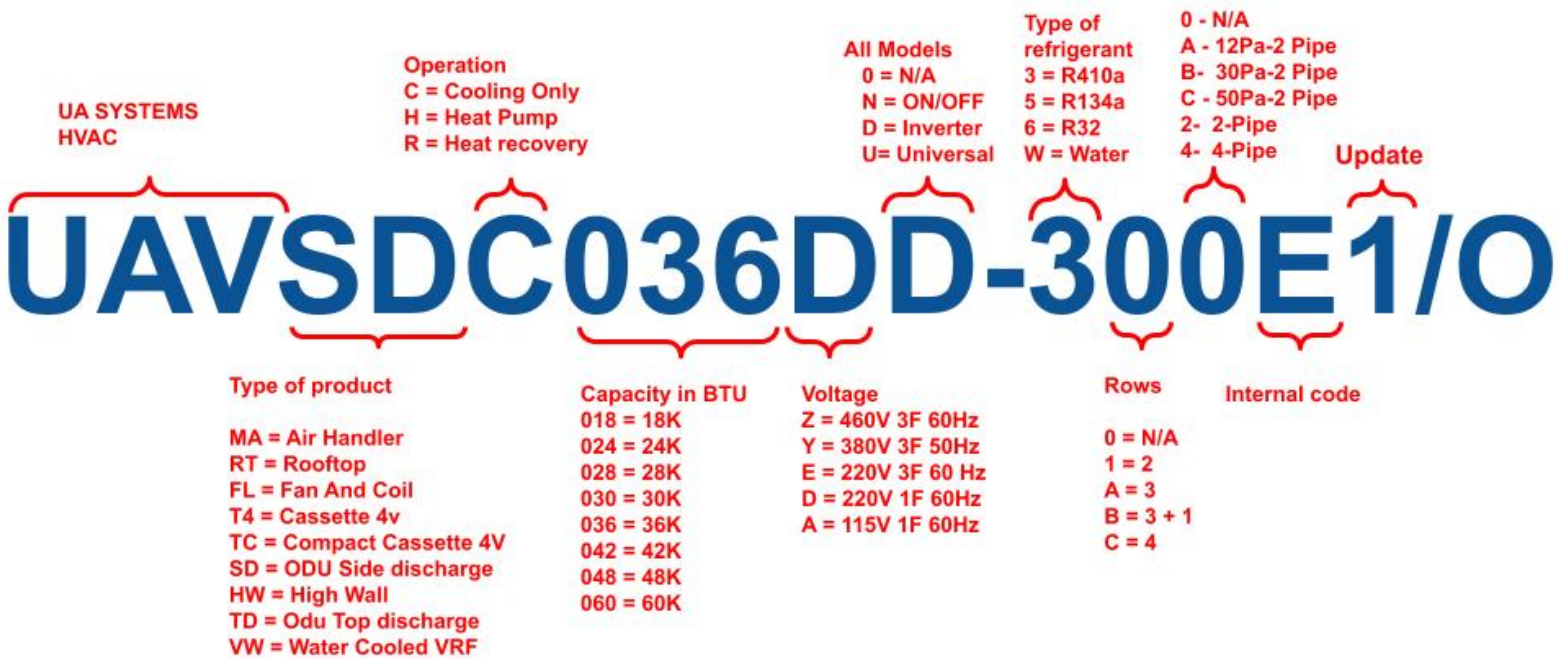 UA SYSTEMS
HVAC
Operation
C = Cooling Only
H = Heat Pump
R = Heat recovery
All Models
0 = N/A
N = ON/OFF
D = Inverter
U= Universal
Type of
refrigerant
3 = R410a
5 = R134a
6 = R32
W = Water
0 - N/A
A - 12Pa-2 Pipe
B-  30Pa-2 Pipe
C - 50Pa-2 Pipe
2-  2-Pipe
4-  4-Pipe
Update
UAVSDC036DD-300E1/O
Type of product
MA = Air Handler
RT = Rooftop
FL = Fan And Coil
T4 = Cassette 4v
TC = Compact Cassette 4V
SD = ODU Side discharge
HW = High Wall
TD = Odu Top discharge
VW = Water Cooled VRF
Capacity in BTU
018 = 18K
024 = 24K
028 = 28K
030 = 30K
036 = 36K
042 = 42K
048 = 48K
060 = 60K
Voltage
Z = 460V 3F 60Hz
Y = 380V 3F 50Hz
E = 220V 3F 60 Hz
D = 220V 1F 60Hz
A = 115V 1F 60Hz
Rows
0 = N/A
1 = 2
A = 3
B = 3 + 1
C = 4
Internal code